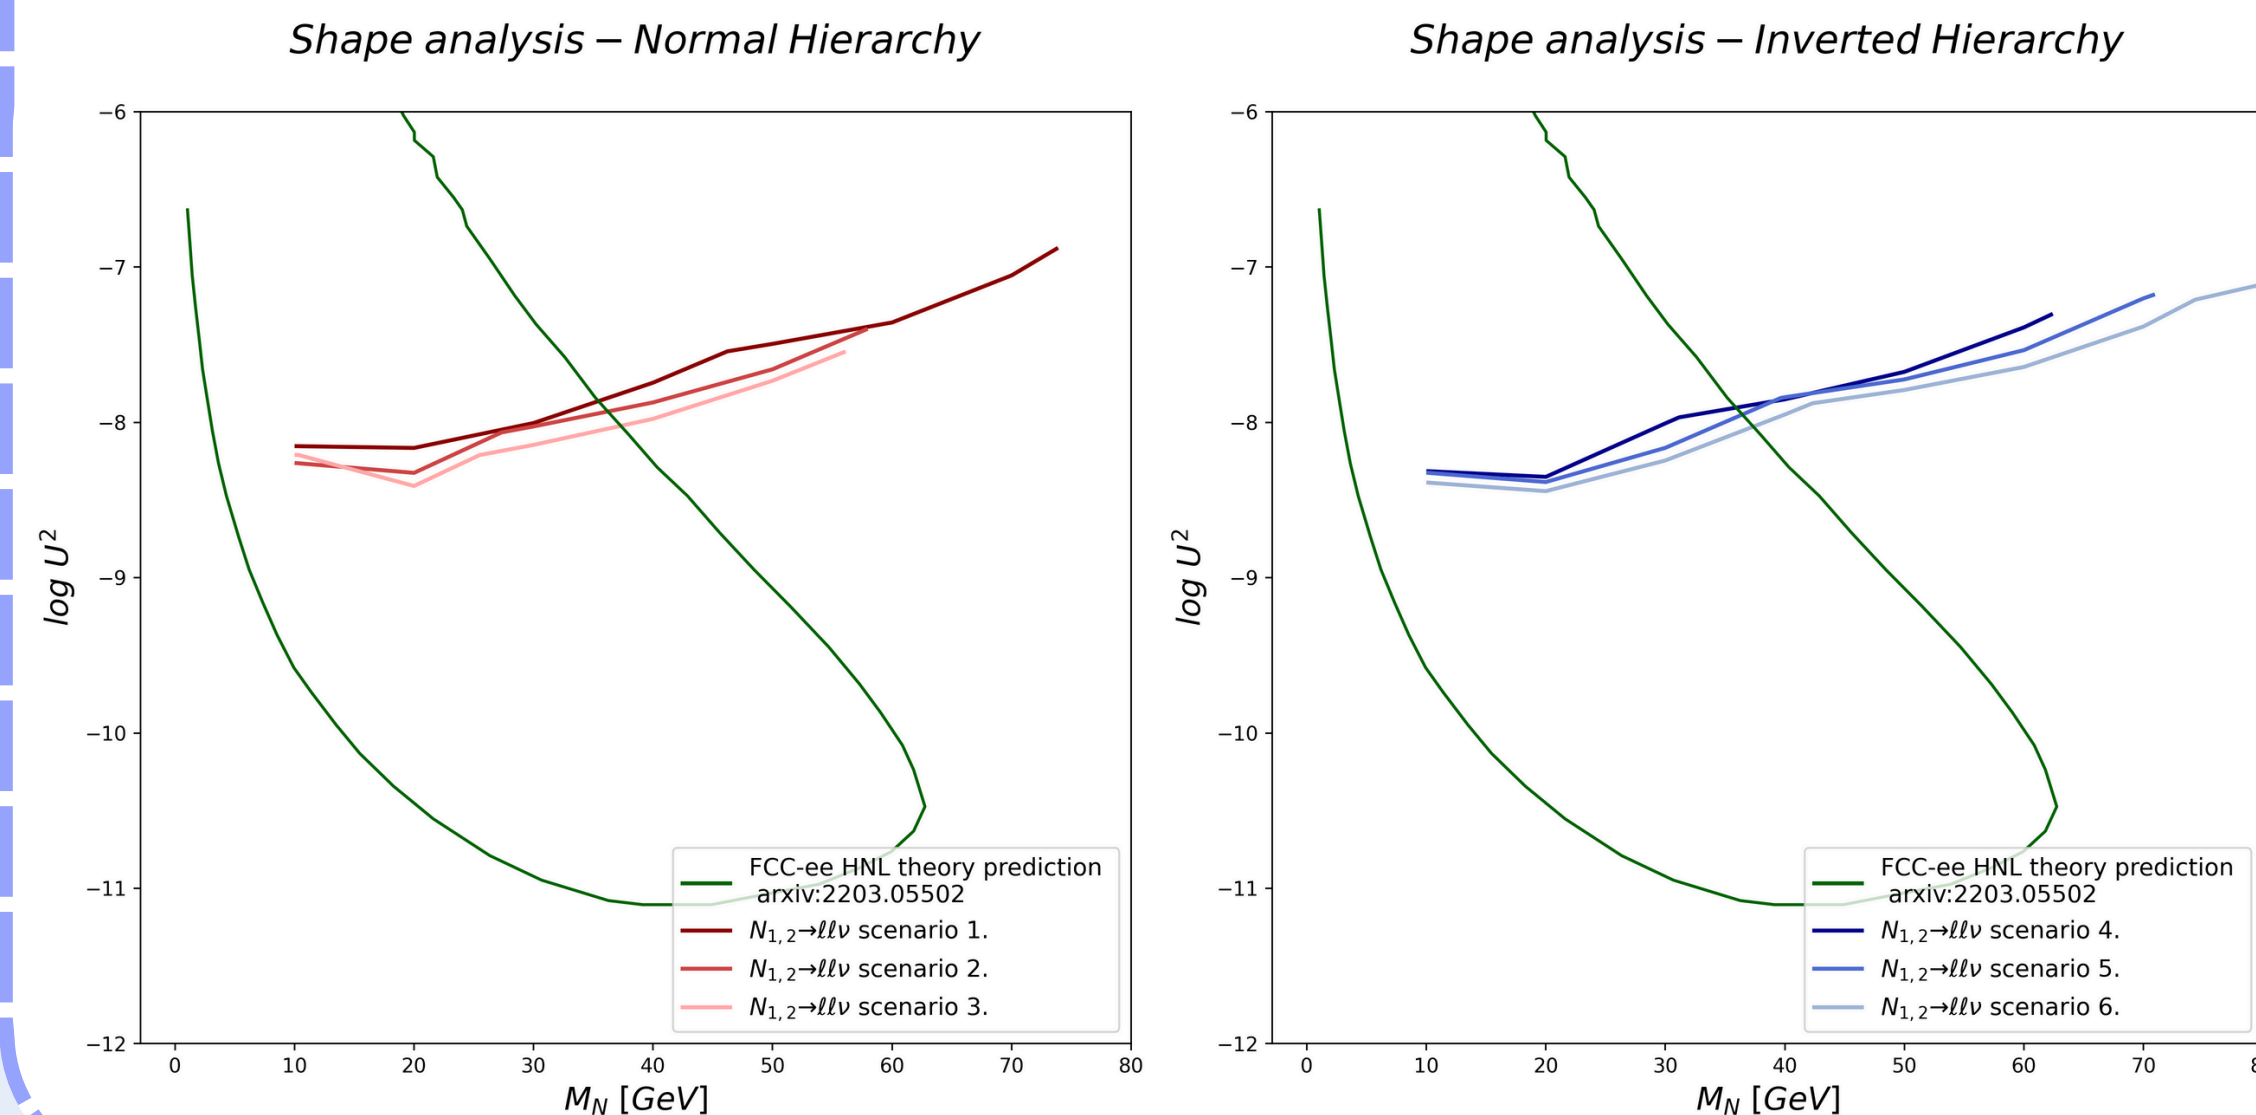 Shape analysis − Normal Hierarchy
−6
−7
−8
−9
−10
−11
−12
log U²
0 10 20 30 40 50 60 70 80
M_N [GeV]
FCC-ee HNL theory prediction
arxiv:2203.05502
N₁,₂→ℓℓν scenario 1.
N₁,₂→ℓℓν scenario 2.
N₁,₂→ℓℓν scenario 3.
Shape analysis − Inverted Hierarchy
−6
−7
−8
−9
−10
−11
−12
log U²
0 10 20 30 40 50 60 70
M_N [GeV]
FCC-ee HNL theory prediction
arxiv:2203.05502
N₁,₂→ℓℓν scenario 4.
N₁,₂→ℓℓν scenario 5.
N₁,₂→ℓℓν scenario 6.